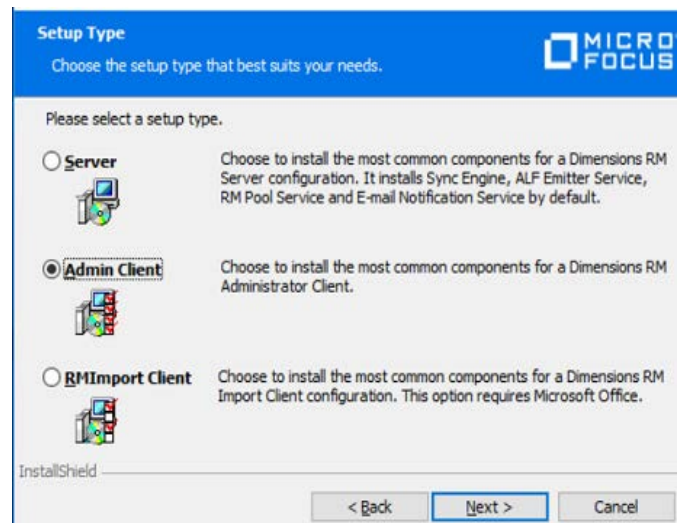 Setup Type
Choose the setup type that best suits your needs.
MICRO
FOCUS
Please select a setup type.
Server
Choose to install the most common components for a Dimensions RM
Server configuration. It installs Sync Engine, ALF Emitter Service,
RM Pool Service and E-mail Notification Service by default.
Admin Client
Choose to install the most common components for a Dimensions RM
Administrator Client.
RMImport Client
Choose to install the most common components for a Dimensions RM
Import Client configuration. This option requires Microsoft Office.
InstallShield
< Back
Next >
Cancel